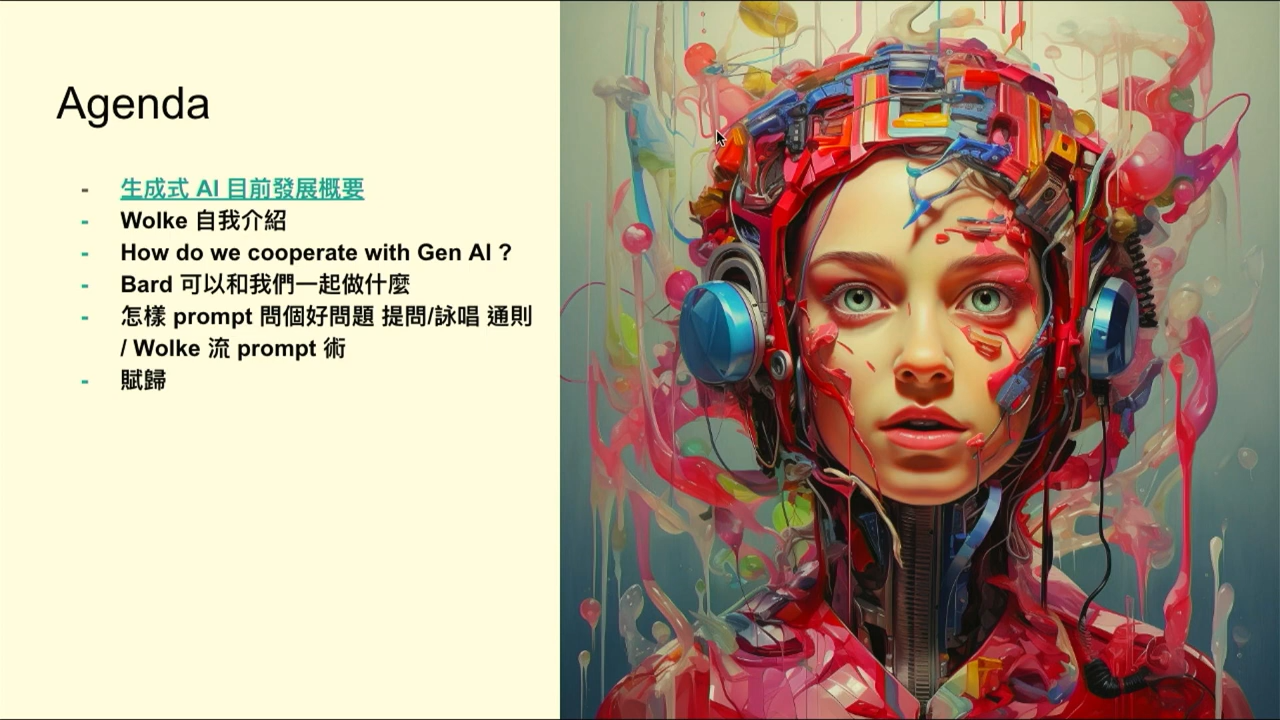 Agenda
- 生成式 AI 目前發展概要
- Wolke 自我介紹
- How do we cooperate with Gen AI ?
- Bard 可以和我們一起做什麼
- 怎樣 prompt 問個好問題 提問/詠唱 通則
/ Wolke 流 prompt 術
- 賦歸